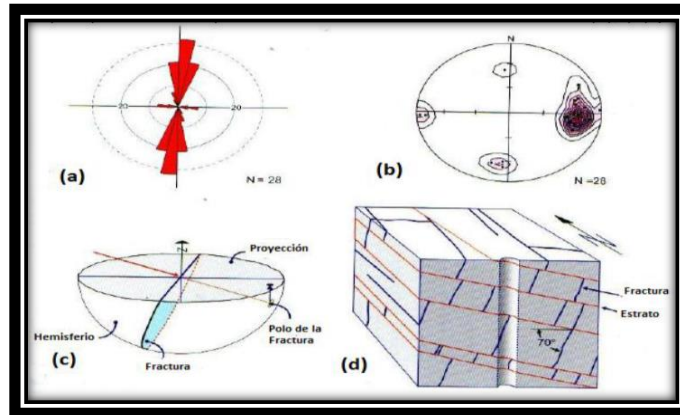 20
20
(a)
N = 28
N
(b)
N =28
Proyección
Hemisferio
(c)
Fractura
Polo de la
Fractura
Fractura
Estrato
70°
(d)